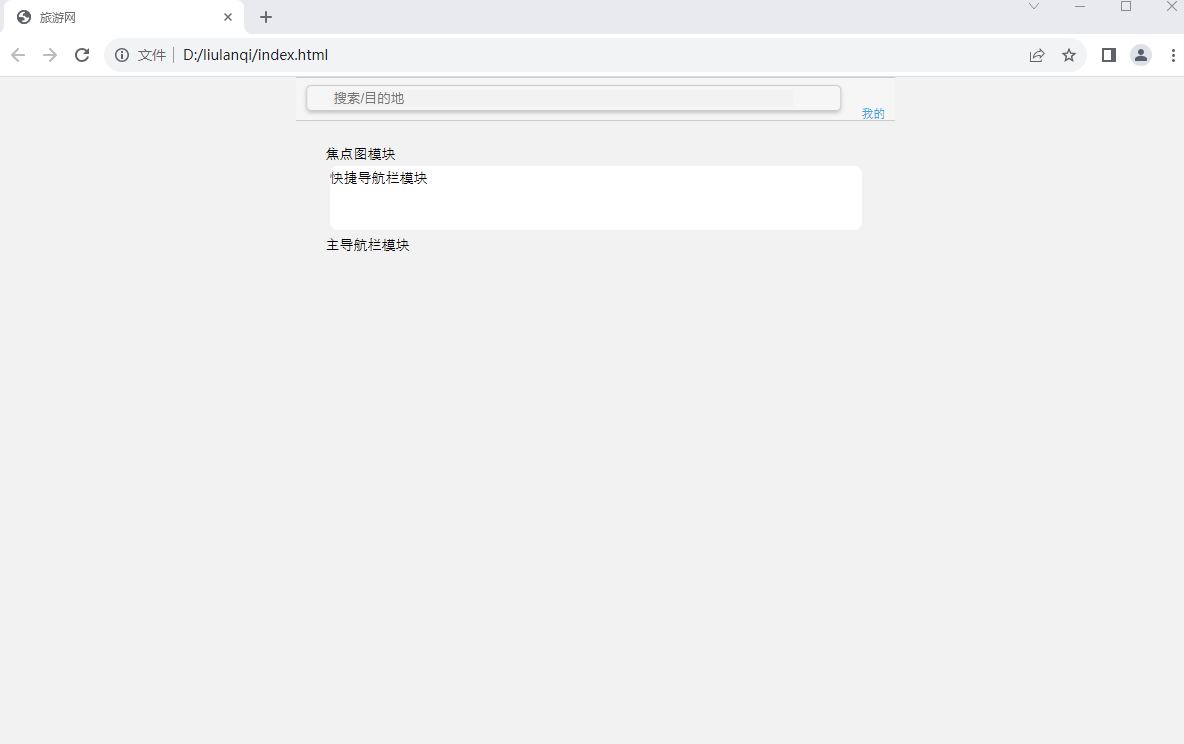 旅游网
文件 D:/liulanqi/index.html
搜索/目的地
我的
焦点图模块
快捷导航栏模块
主导航栏模块